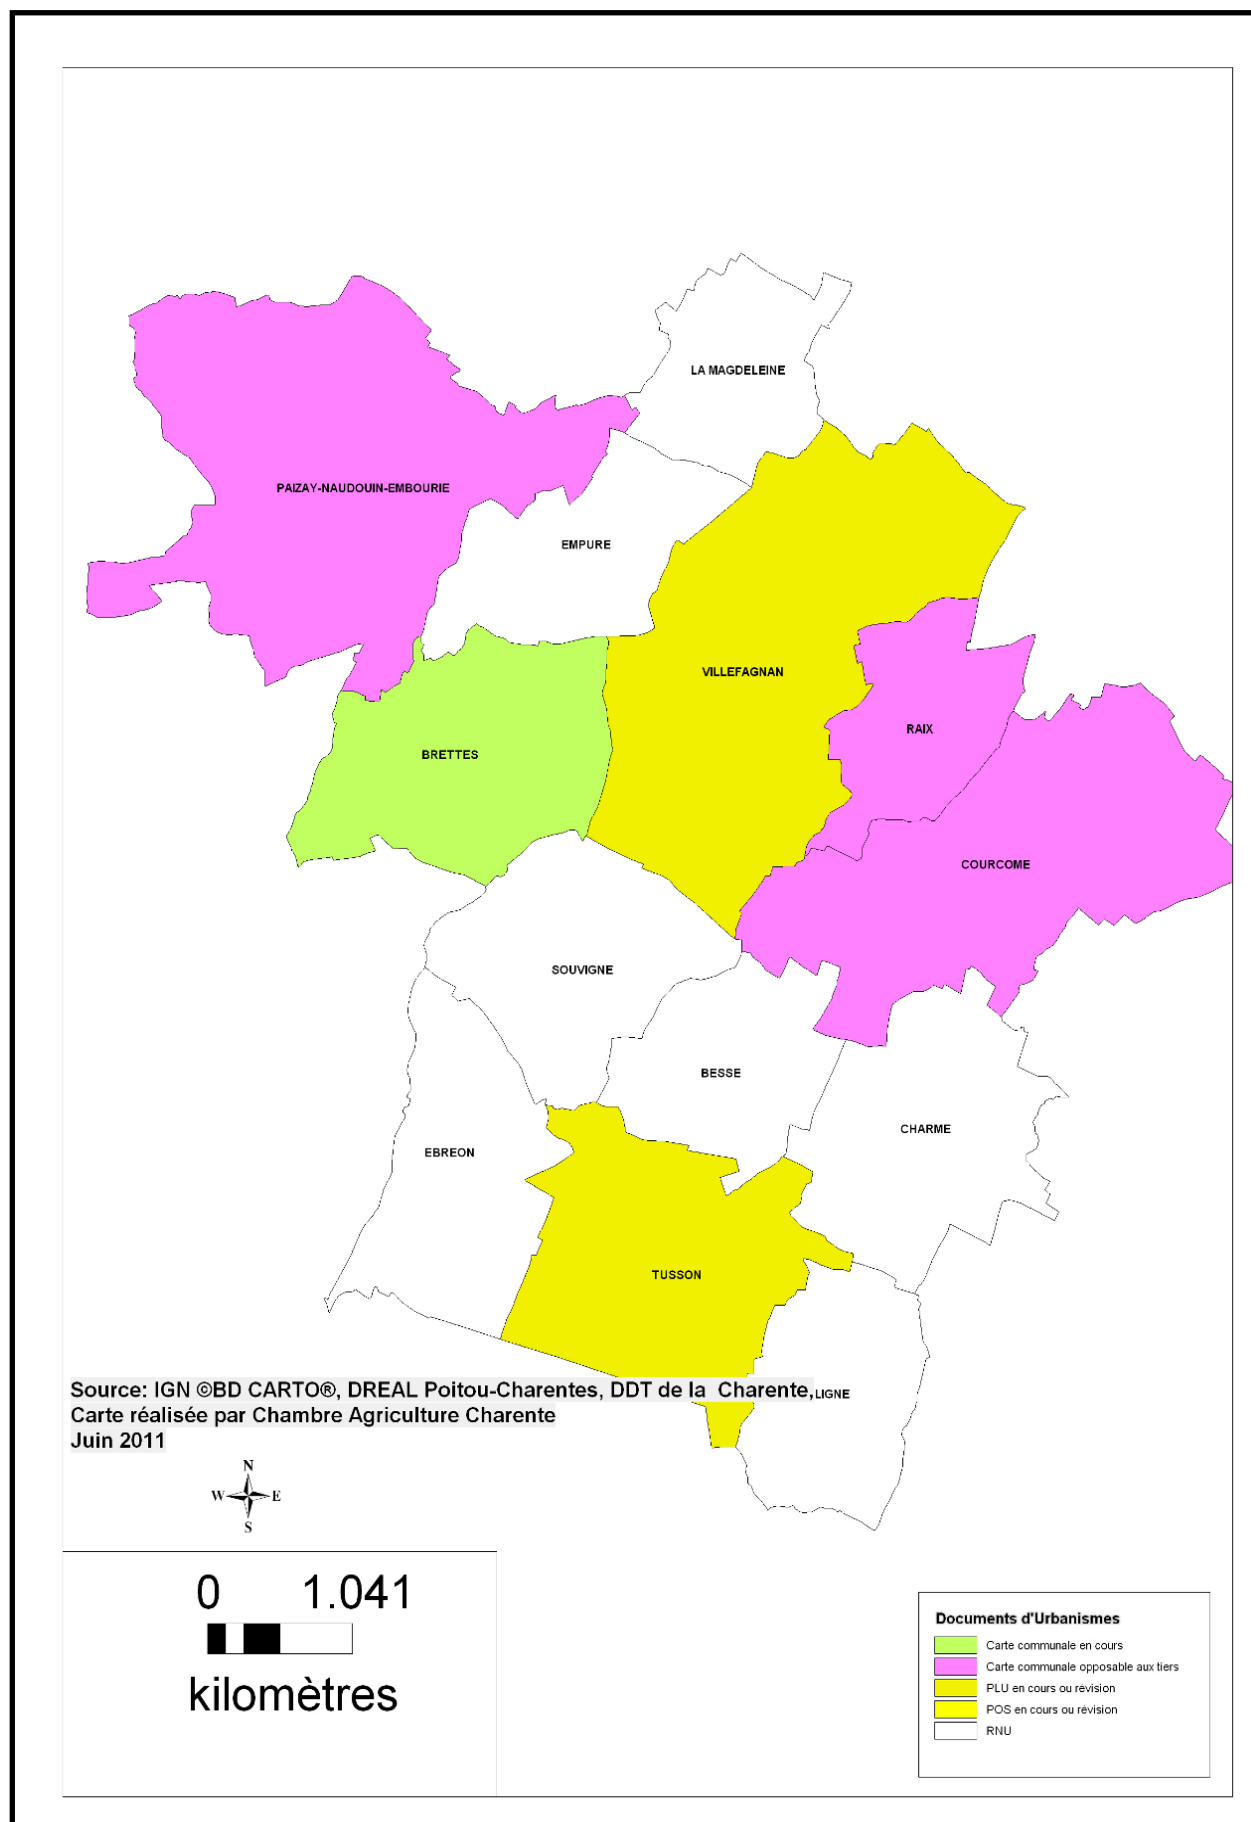 LA MAGDELEINE
PAIZAY-NAUDOUIN-EMBOURIE
EMPURE
VILLEFAGNAN
RAIX
BRETTES
COURCOME
SOUVIGNE
BESSE
CHARME
EBREON
TUSSON
LIGNE
Source: IGN ©BD CARTO®, DREAL Poitou-Charentes, DDT de la Charente,
Carte réalisée par Chambre Agriculture Charente
Juin 2011
N
W E
S
0 1.041
kilomètres
Documents d'Urbanismes
Carte communale en cours
Carte communale opposable aux tiers
PLU en cours ou révision
POS en cours ou révision
RNU